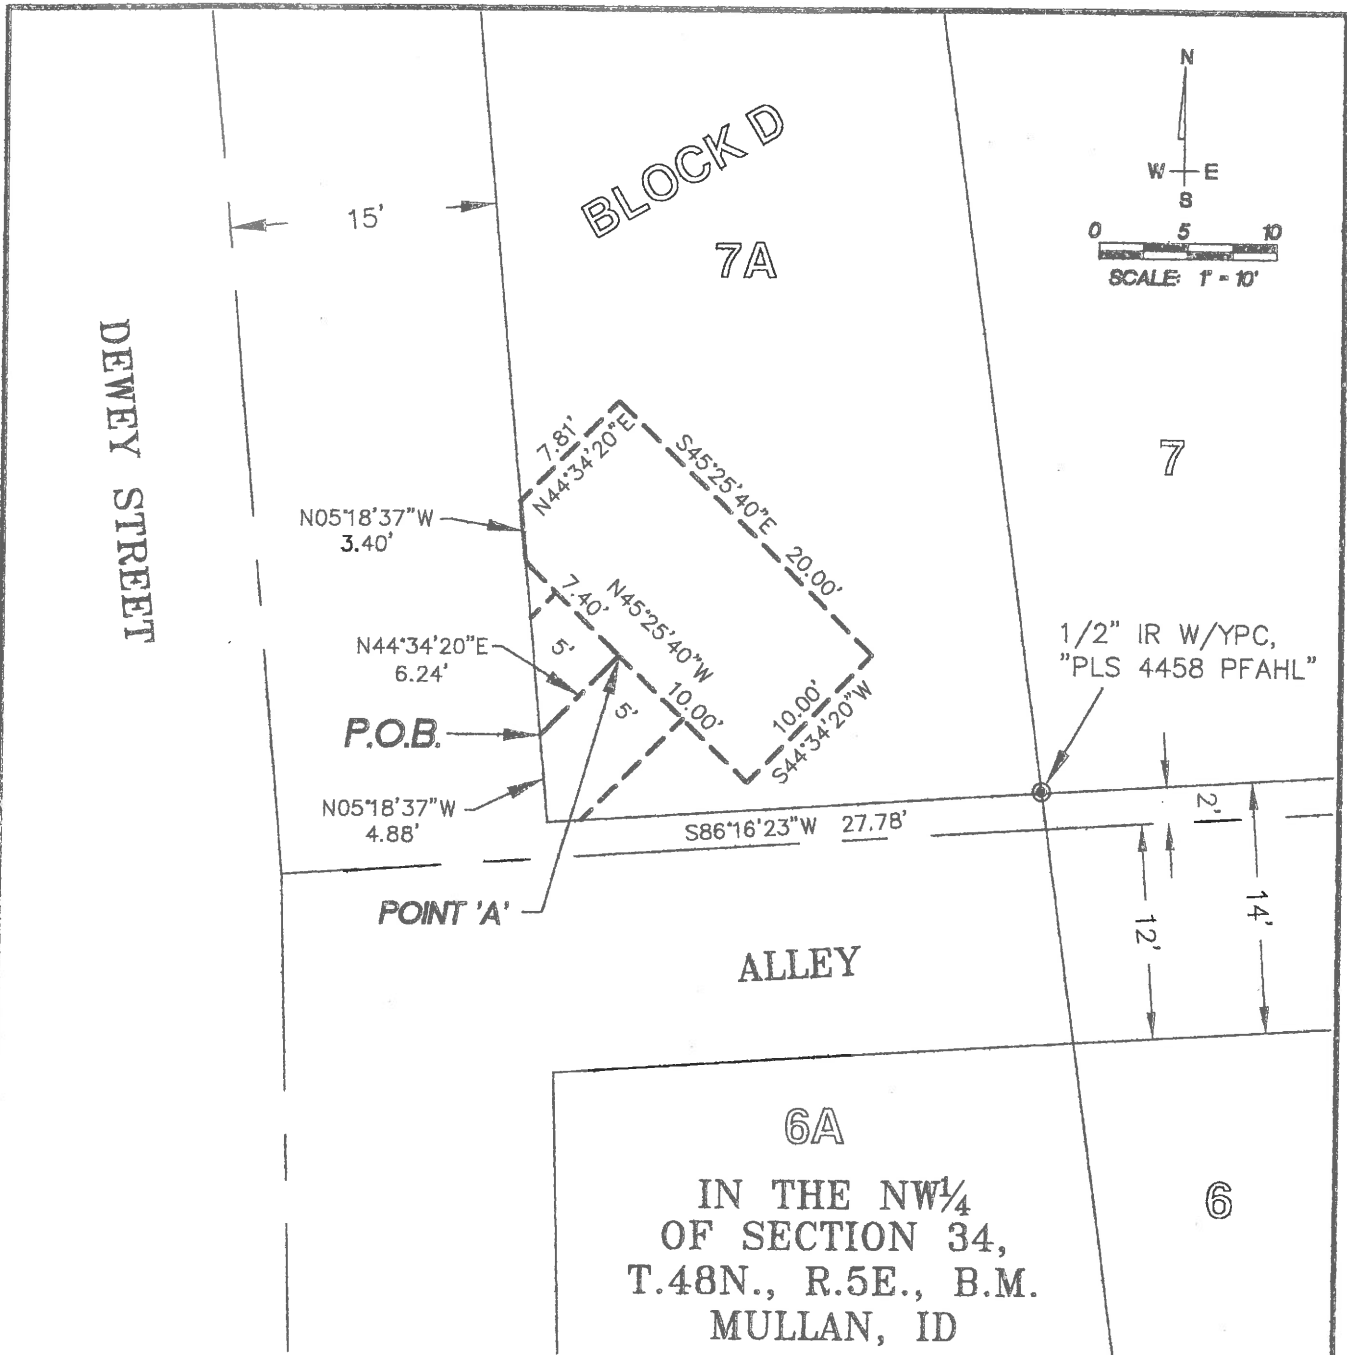 N
W E
S
0 5 10
SCALE: 1" = 10'
BLOCK D
7A
15'
DEWEY STREET
7
7.81'
N44°34'20"E
S45°25'40"E
20.00'
N05°18'37"W
3.40'
7.40'
N45°25'40"W
10.00'
N44°34'20"E
6.24'
5'
5'
10.00'
S44°34'20"W
P.O.B.
N05°18'37"W
4.88'
1/2" IR W/YPC,
"PLS 4458 PFAHL"
S86°16'23"W 27.78'
2'
14'
12'
POINT 'A'
ALLEY
6A
IN THE NW¼
OF SECTION 34,
T.48N., R.5E., B.M.
MULLAN, ID
6